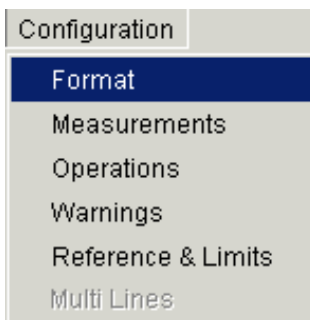 Configuration
Format
Measurements
Operations
Warnings
Reference & Limits
Multi Lines